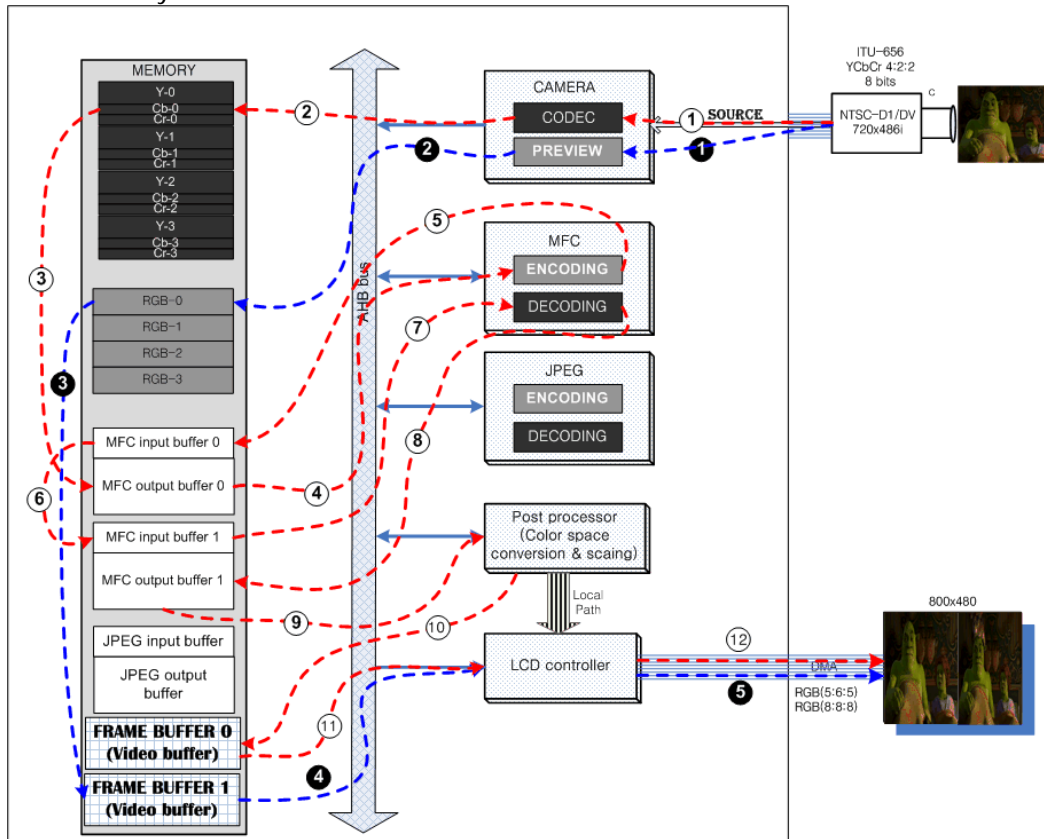 MEMORY
Y-0
Cb-0
Cr-0
Y-1
Cb-1
Cr-1
Y-2
Cb-2
Cr-2
Y-3
Cb-3
Cr-3
RGB-0
RGB-1
RGB-2
RGB-3
MFC input buffer 0
MFC output buffer 0
MFC input buffer 1
MFC output buffer 1
JPEG input buffer
JPEG output
buffer
FRAME BUFFER 0
(Video buffer)
FRAME BUFFER 1
(Video buffer)
2
2
3
3
6
5
7
4
8
9
10
11
4
AHB bus
CAMERA
CODEC
PREVIEW
MFC
ENCODING
DECODING
JPEG
ENCODING
DECODING
Post processor
(Color space
conversion & scaing)
Local
Path
LCD controller
1
SOURCE
1
ITU-656
YCbCr 4:2:2
8 bits
C
NTSC-D1/DV
720x486i
12
DMA
5
RGB(5:6:5)
RGB(8:8:8)
800x480